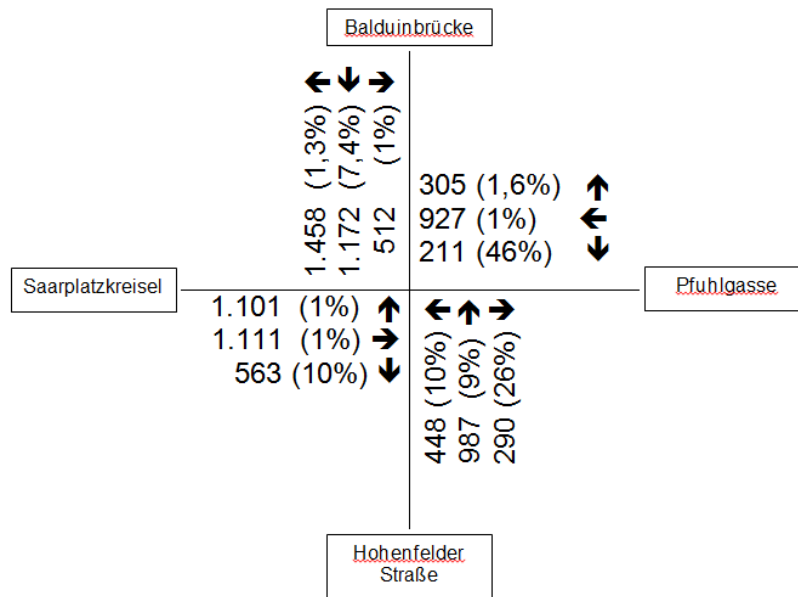 Balduinbrücke
1.458 (1,3%)
1.172 (7,4%)
512 (1%)
305 (1,6%)
927 (1%)
211 (46%)
Saarplatzkreisel
Pfuhlgasse
1.101 (1%)
1.111 (1%)
563 (10%)
448 (10%)
987 (9%)
290 (26%)
Hohenfelder
Straße